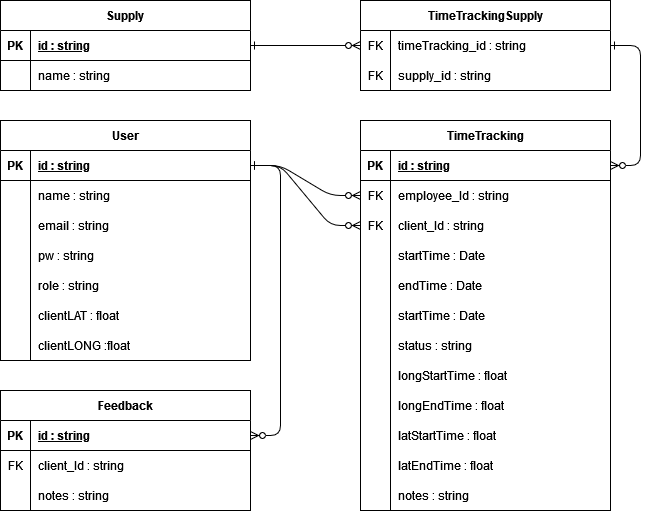 Supply
PK id : string
name : string
TimeTrackingSupply
FK timeTracking_id : string
FK supply_id : string
User
PK id : string
name : string
email : string
pw : string
role : string
clientLAT : float
clientLONG :float
TimeTracking
PK id : string
FK employee_Id : string
FK client_Id : string
startTime : Date
endTime : Date
startTime : Date
status : string
longStartTime : float
longEndTime : float
latStartTime : float
latEndTime : float
notes : string
Feedback
PK id : string
FK client_Id : string
notes : string